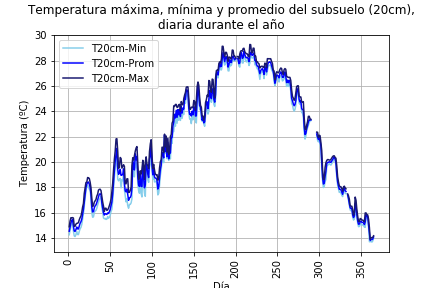 Temperatura máxima, mínima y promedio del subsuelo (20cm),
diaria durante el año
T20cm-Min
T20cm-Prom
T20cm-Max
Temperatura (ºC)
30
28
26
24
22
20
18
16
14
0
50
100
150
200
250
300
350
Día